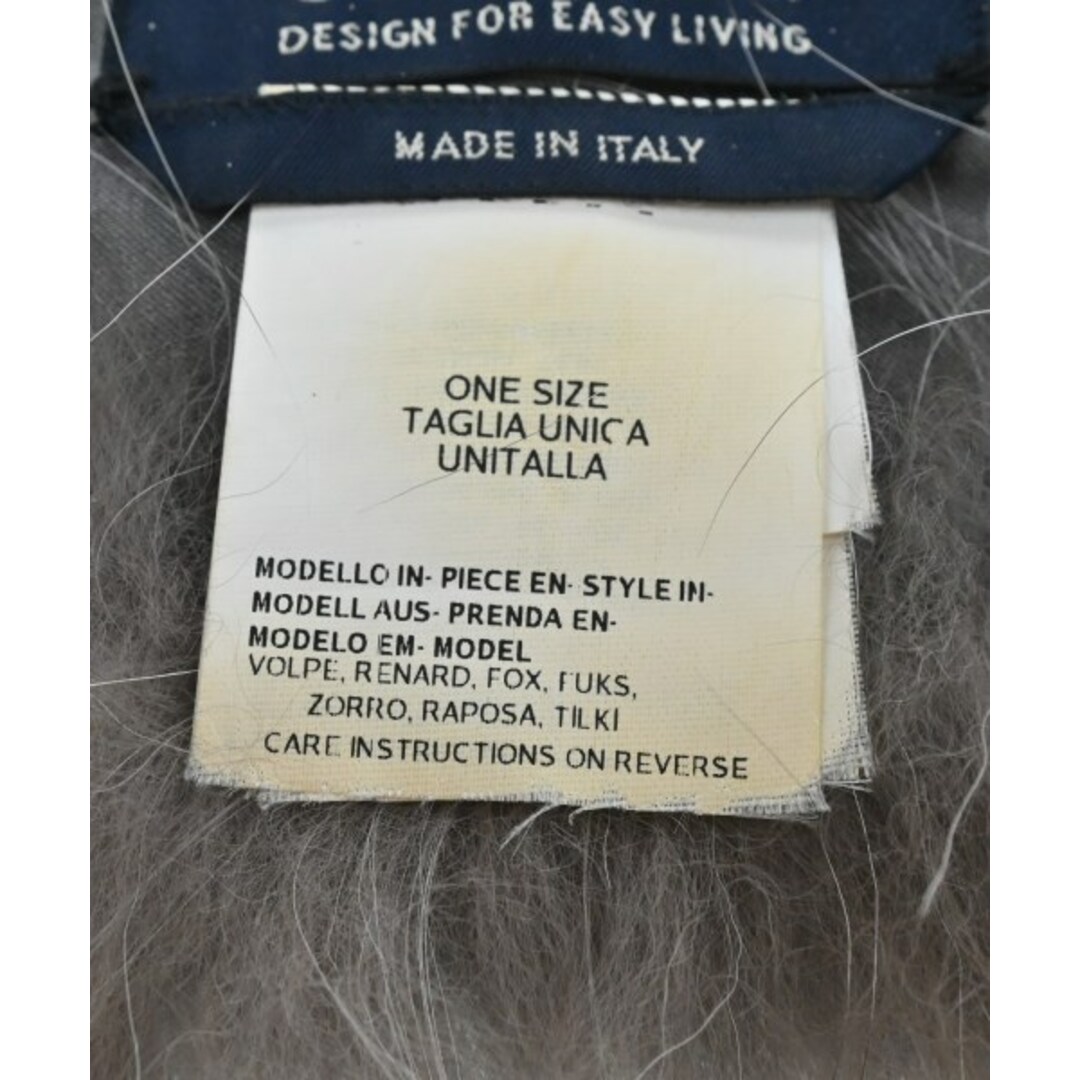 DESIGN FOR EASY LIVING
MADE IN ITALY
ONE SIZE
TAGLIA UNICA
UNITALLA
MODELLO IN- PIECE EN- STYLE IN-
MODELL AUS- PRENDA EN-
MODELO EM- MODEL
VOLPE, RENARD, FOX, FUKS,
ZORRO, RAPOSA, TILKI
CARE INSTRUCTIONS ON REVERSE